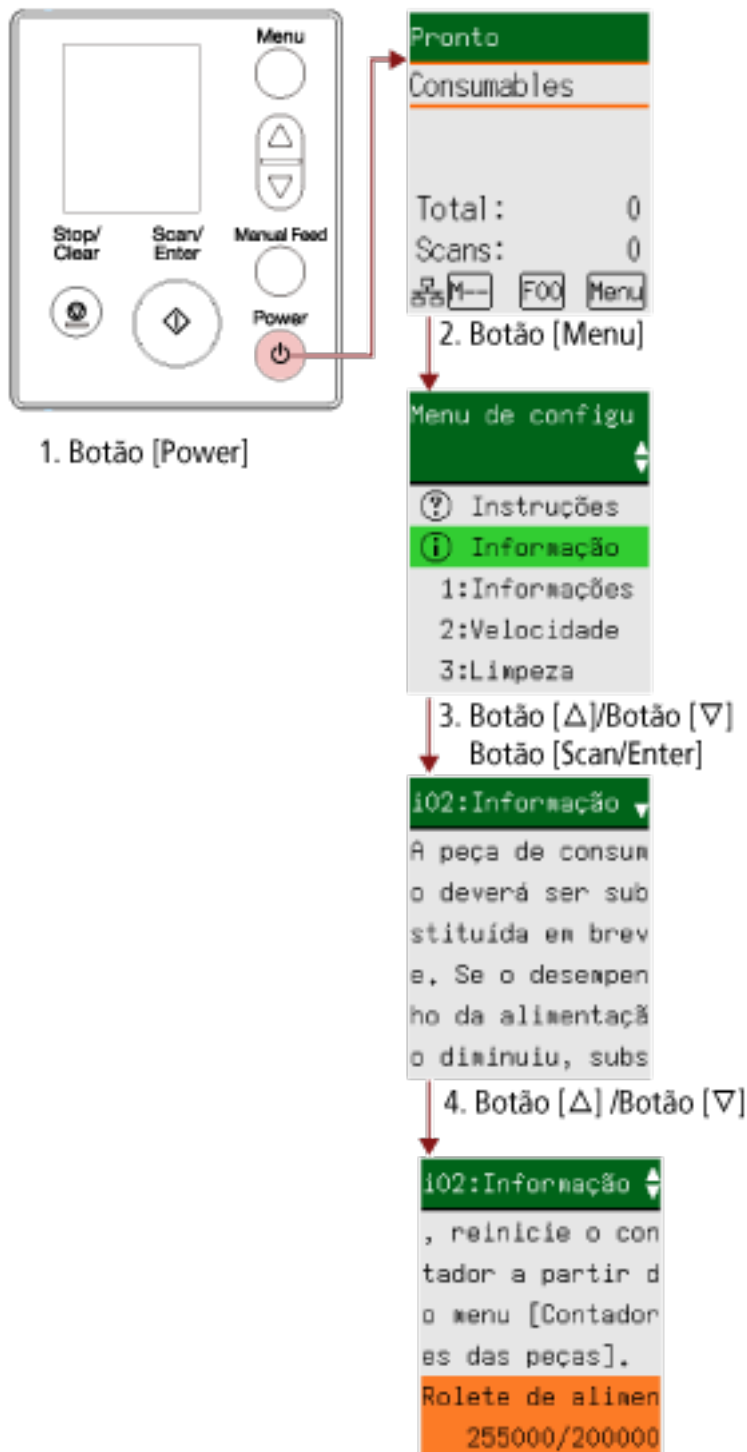 Menu
Stop/
Clear
Scan/
Enter
Manual Feed
Power
1. Botão [Power]
Pronto
Consumables
Total: 0
Scans: 0
M-- F00 Menu
2. Botão [Menu]
Menu de configu
Instruções
Informação
1:Informações
2:Velocidade
3:Limpeza
3. Botão [△]/Botão [▽]
Botão [Scan/Enter]
i02:Informação
A peça de consum
o deverá ser sub
stituída em brev
e. Se o desempen
ho da alimentaçã
o diminuiu, subs
4. Botão [△] /Botão [▽]
i02:Informação
, reinicie o con
tador a partir d
o menu [Contador
es das peças].
Rolete de alimen
255000/200000